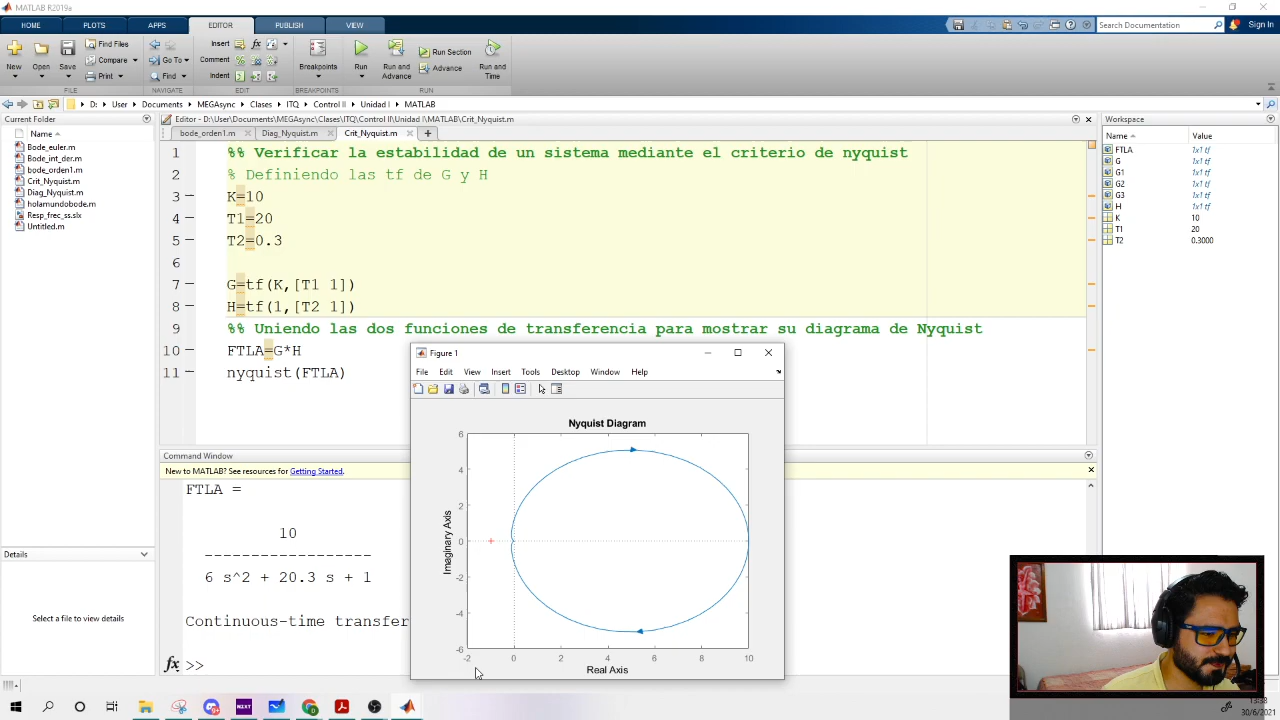 MATLAB R2019a
HOME PLOTS APPS EDITOR PUBLISH VIEW
Search Documentation Sign In
New Open Save Find Files Compare Print
Go To Find
Insert Comment Indent
Breakpoints
Run Run and Advance Run Section Advance Run and Time
FILE NAVIGATE EDIT BREAKPOINTS RUN
D: User Documents MEGAsync Clases ITQ Control II Unidad I MATLAB
Current Folder
Name
Bode_euler.m
Bode_int_der.m
bode_orden1.m
Crit_Nyquist.m
Diag_Nyquist.m
holamundobode.m
Resp_frec_ss.slx
Untitled.m
Details
Select a file to view details
Editor - D:\User\Documents\MEGAsync\Clases\ITQ\Control II\Unidad I\MATLAB\Crit_Nyquist.m
bode_orden1.m Diag_Nyquist.m Crit_Nyquist.m
1 %% Verificar la estabilidad de un sistema mediante el criterio de nyquist
2 % Definiendo las tf de G y H
3 K=10
4 T1=20
5 T2=0.3
6
7 G=tf(K,[T1 1])
8 H=tf(1,[T2 1])
9 %% Uniendo las dos funciones de transferencia para mostrar su diagrama de Nyquist
10 FTLA=G*H
11 nyquist(FTLA)
Command Window
New to MATLAB? See resources for Getting Started.
FTLA =
10
------------------
6 s^2 + 20.3 s + 1
Continuous-time transfer
fx >>
Figure 1
File Edit View Insert Tools Desktop Window Help
Nyquist Diagram
Imaginary Axis
6
4
2
0
-2
-4
-6
-2 0 2 4 6 8 10
Real Axis
Workspace
Name Value
FTLA 1x1 tf
G 1x1 tf
G1 1x1 tf
G2 1x1 tf
G3 1x1 tf
H 1x1 tf
K 10
T1 20
T2 0.3000
30/6/2021